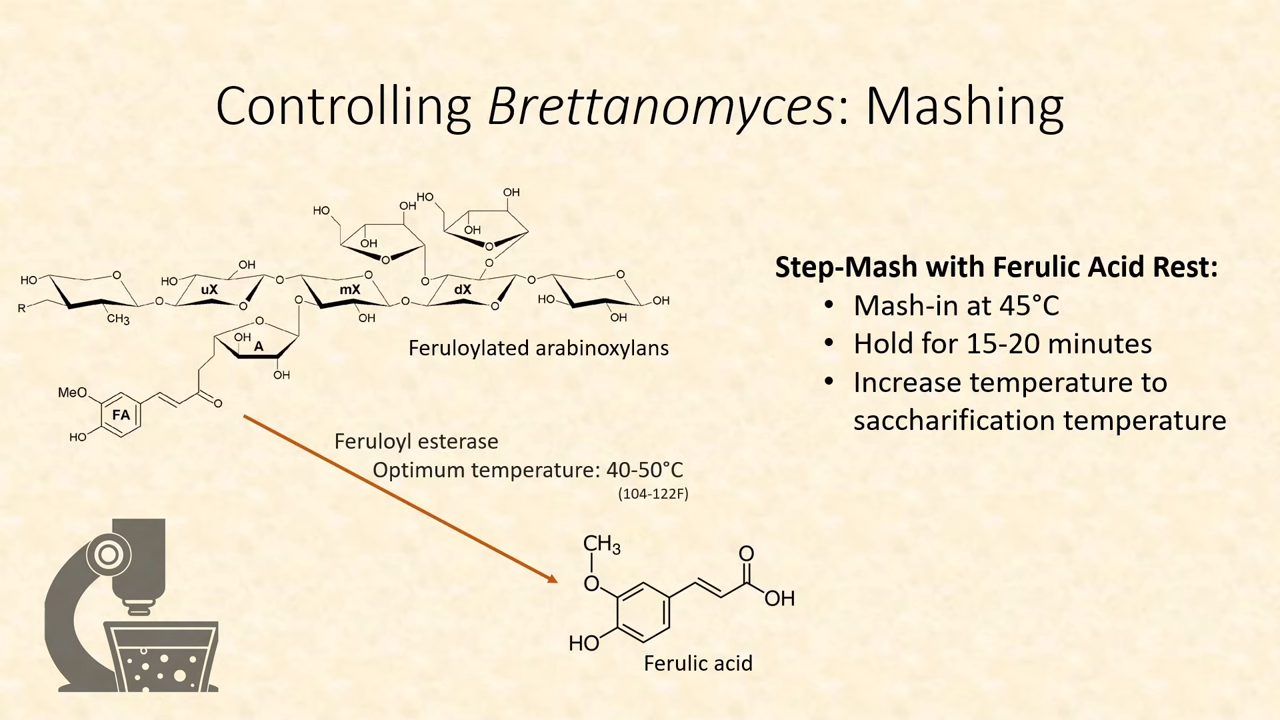 Controlling Brettanomyces: Mashing
HO OH HO OH
OH O OH O
HO O HO OH O O O O O
R CH3 O uX O O mX OH O dX O HO OH OH
O OH A OH
Feruloylated arabinoxylans
MeO FA O
HO
Feruloyl esterase
Optimum temperature: 40-50°C
(104-122F)
CH3
O O
OH
HO
Ferulic acid
Step-Mash with Ferulic Acid Rest:
• Mash-in at 45°C
• Hold for 15-20 minutes
• Increase temperature to
saccharification temperature